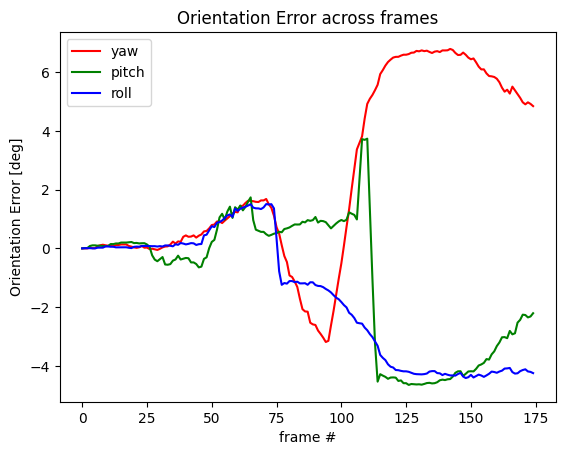 Orientation Error across frames
yaw
pitch
roll
Orientation Error [deg]
6
4
2
0
−2
−4
0 25 50 75 100 125 150 175
frame #